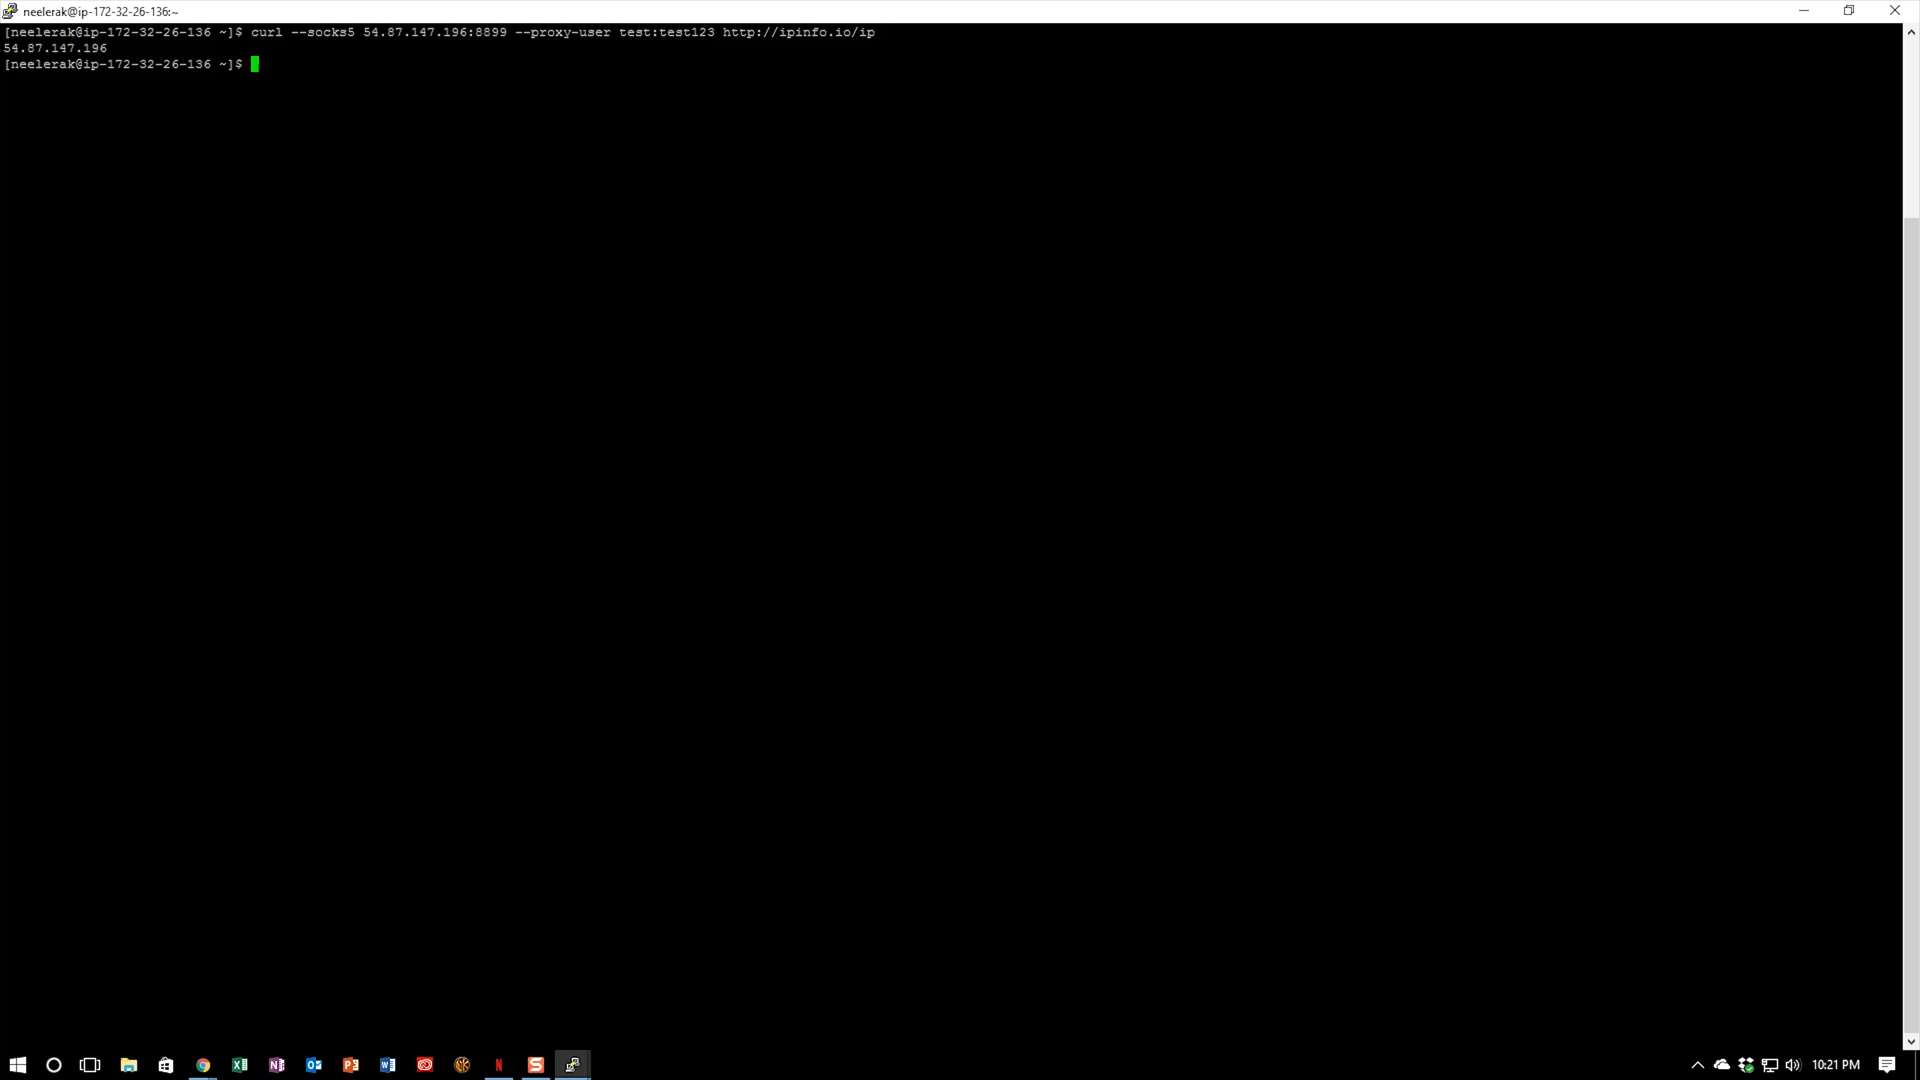 neelerak@ip-172-32-26-136:~
[neelerak@ip-172-32-26-136 ~]$ curl --socks5 54.87.147.196:8899 --proxy-user test:test123 http://ipinfo.io/ip
54.87.147.196
[neelerak@ip-172-32-26-136 ~]$
10:21 PM